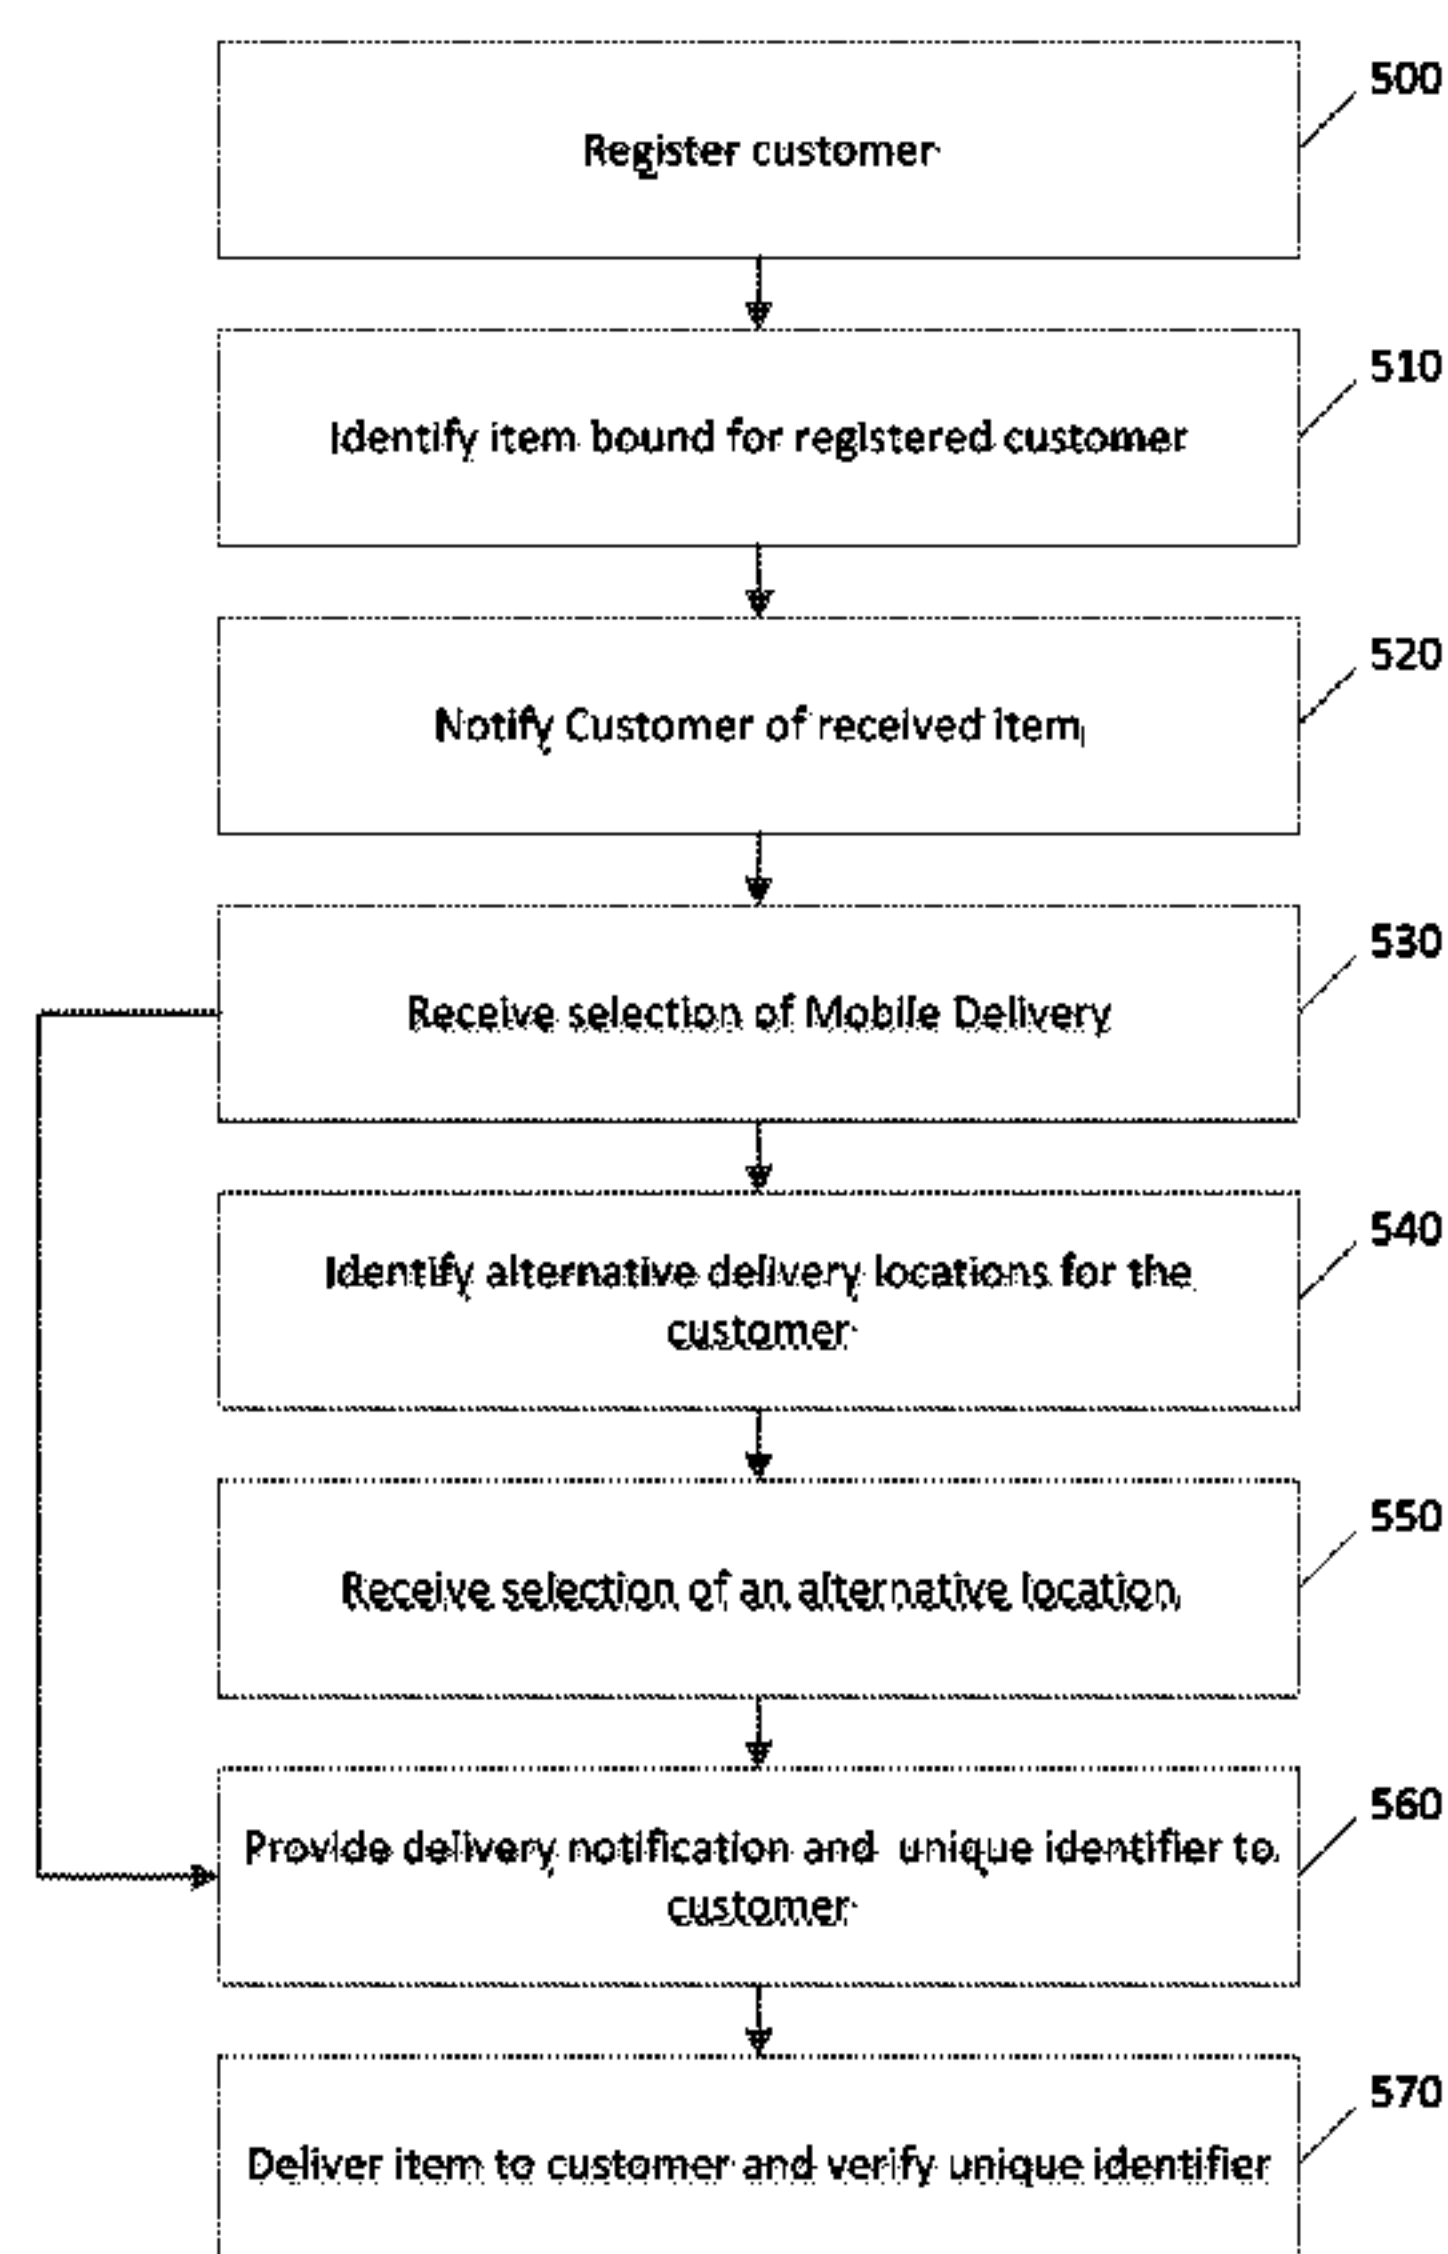 500
Register customer
510
Identify item bound for registered customer
520
Notify Customer of received item
530
Receive selection of Mobile Delivery
540
Identify alternative delivery locations for the
customer
550
Receive selection of an alternative location
560
Provide delivery notification and unique identifier to
customer
570
Deliver item to customer and verify unique identifier